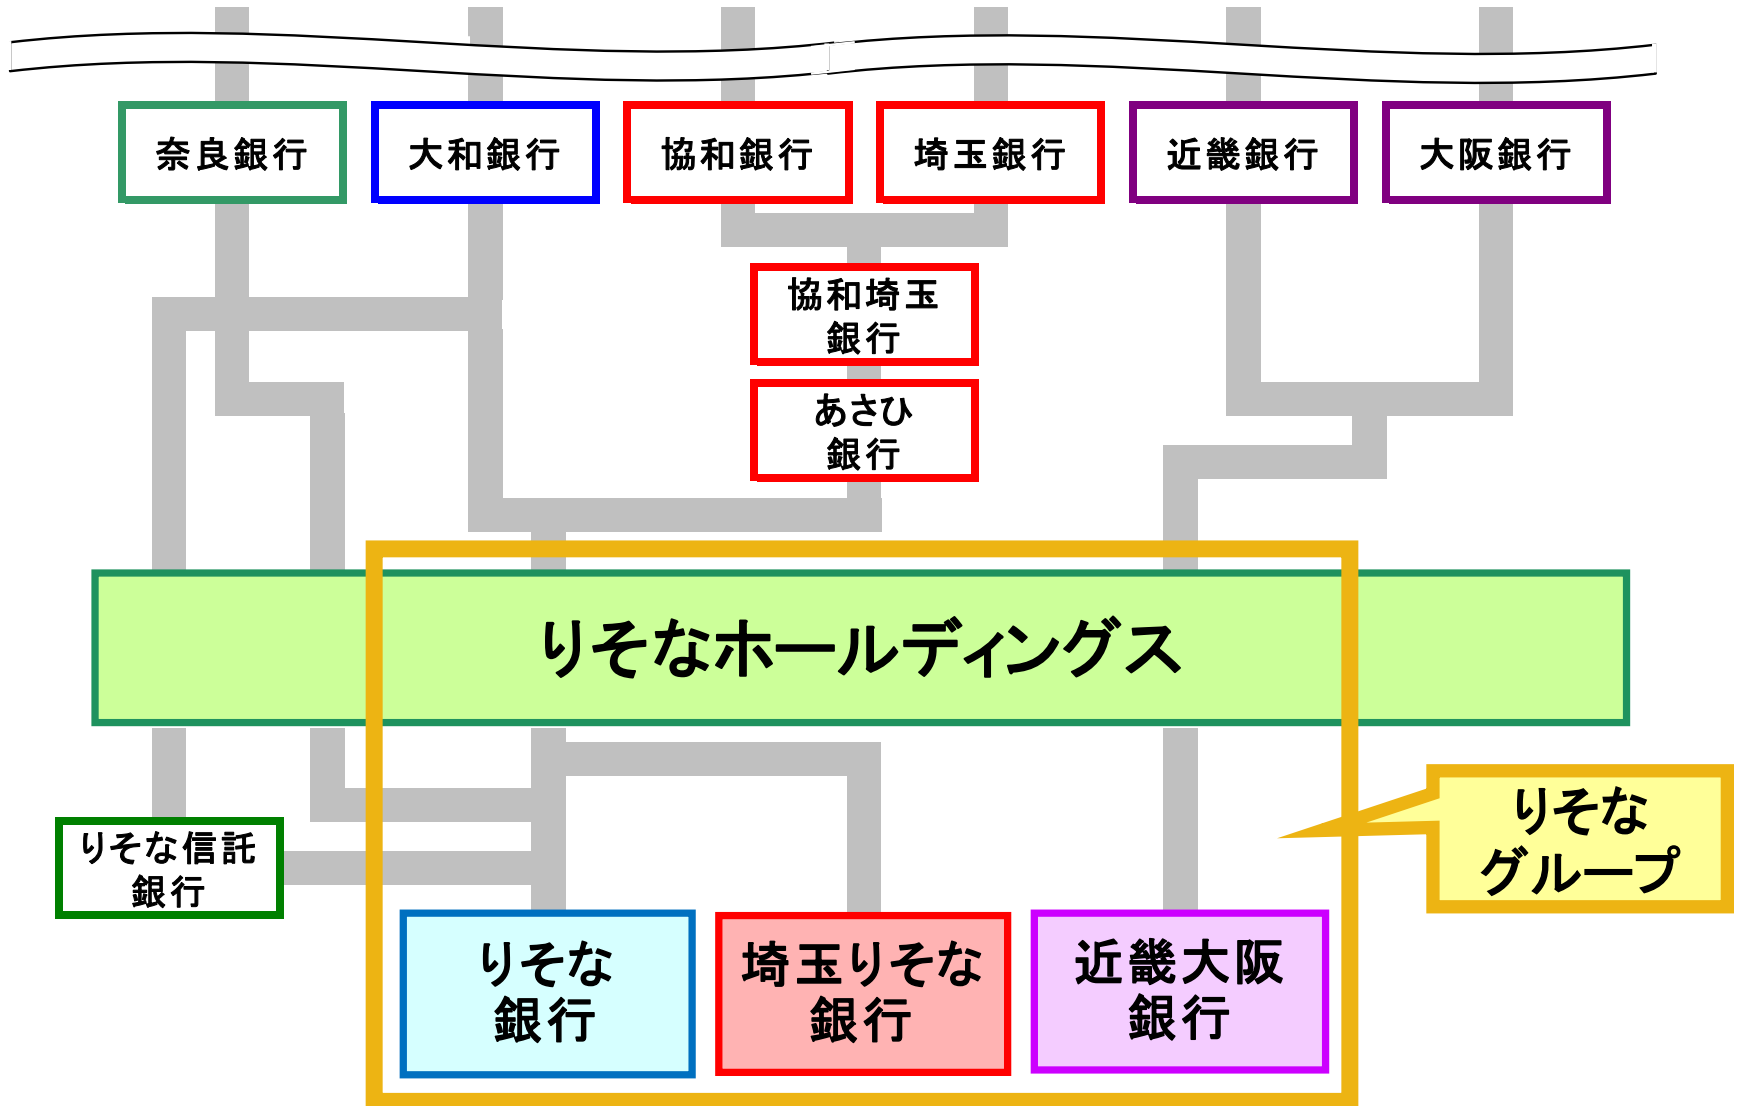 奈良銀行
大和銀行
協和銀行
埼玉銀行
近畿銀行
大阪銀行
協和埼玉
銀行
あさひ
銀行
りそなホールディングス
りそな
グループ
りそな信託
銀行
りそな
銀行
埼玉りそな
銀行
近畿大阪
銀行